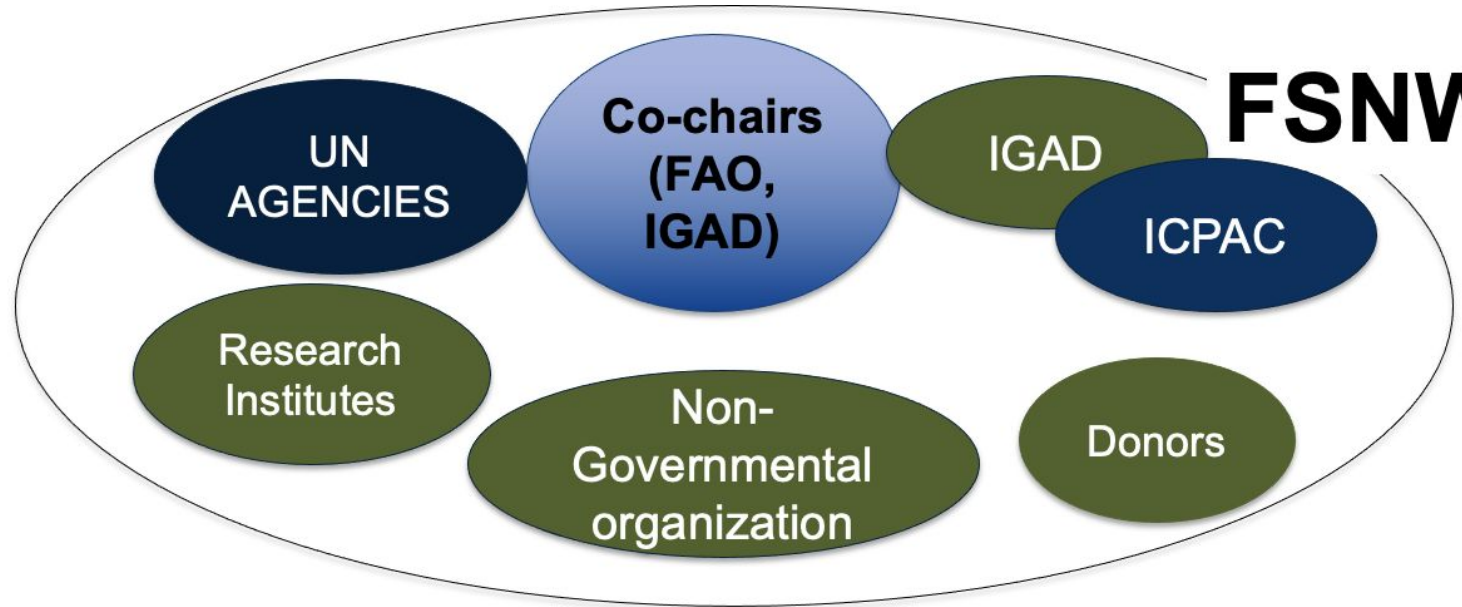 UN
AGENCIES
Co-chairs
(FAO,
IGAD)
IGAD
FSNW
ICPAC
Research
Institutes
Non-
Governmental
organization
Donors